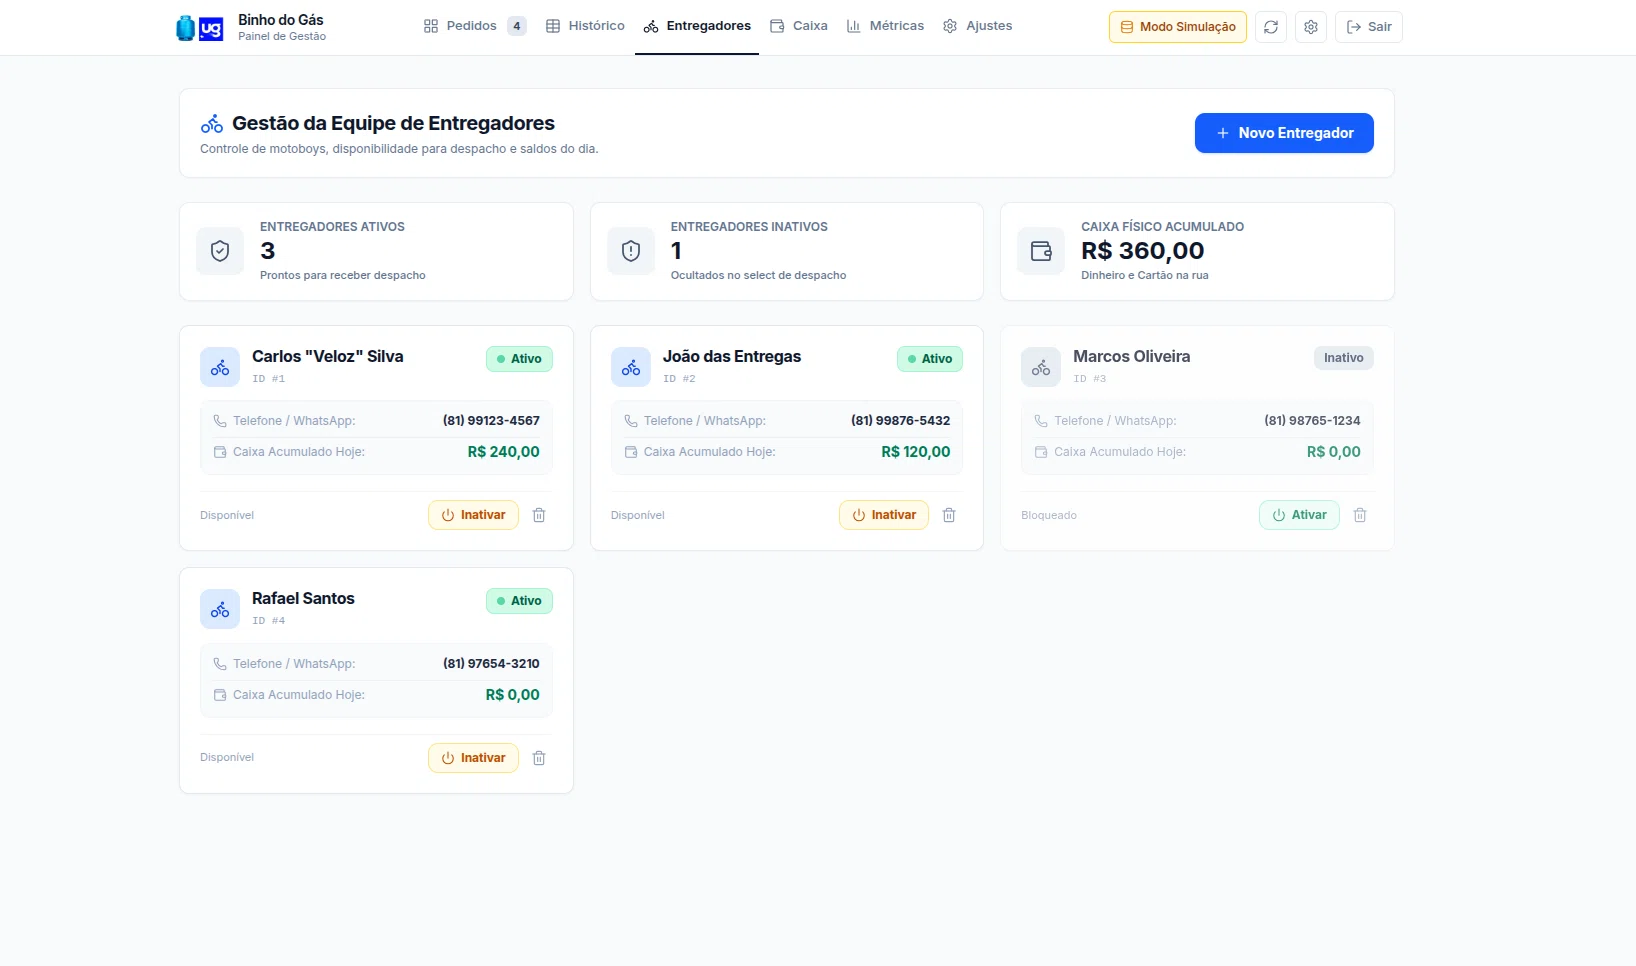 ug
Binho do Gás
Painel de Gestão
Pedidos 4
Histórico
Entregadores
Caixa
Métricas
Ajustes
Modo Simulação
Sair
Gestão da Equipe de Entregadores
Controle de motoboys, disponibilidade para despacho e saldos do dia.
+ Novo Entregador
ENTREGADORES ATIVOS
3
Prontos para receber despacho
ENTREGADORES INATIVOS
1
Ocultados no select de despacho
CAIXA FÍSICO ACUMULADO
R$ 360,00
Dinheiro e Cartão na rua
Carlos "Veloz" Silva
ID #1
Ativo
Telefone / WhatsApp: (81) 99123-4567
Caixa Acumulado Hoje: R$ 240,00
Disponível
Inativar
João das Entregas
ID #2
Ativo
Telefone / WhatsApp: (81) 99876-5432
Caixa Acumulado Hoje: R$ 120,00
Disponível
Inativar
Marcos Oliveira
ID #3
Inativo
Telefone / WhatsApp: (81) 98765-1234
Caixa Acumulado Hoje: R$ 0,00
Bloqueado
Ativar
Rafael Santos
ID #4
Ativo
Telefone / WhatsApp: (81) 97654-3210
Caixa Acumulado Hoje: R$ 0,00
Disponível
Inativar